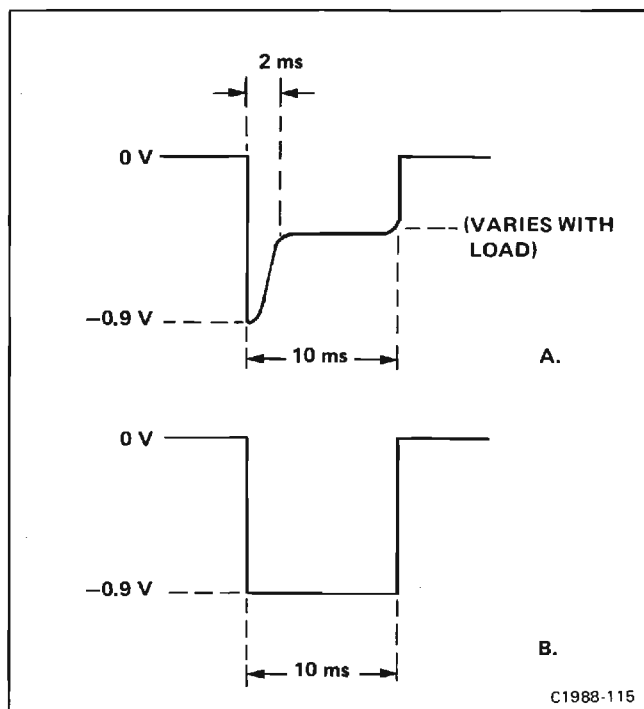 2 ms
0 V
(VARIES WITH
LOAD)
−0.9 V
10 ms
A.
0 V
−0.9 V
10 ms
B.
C1988-115